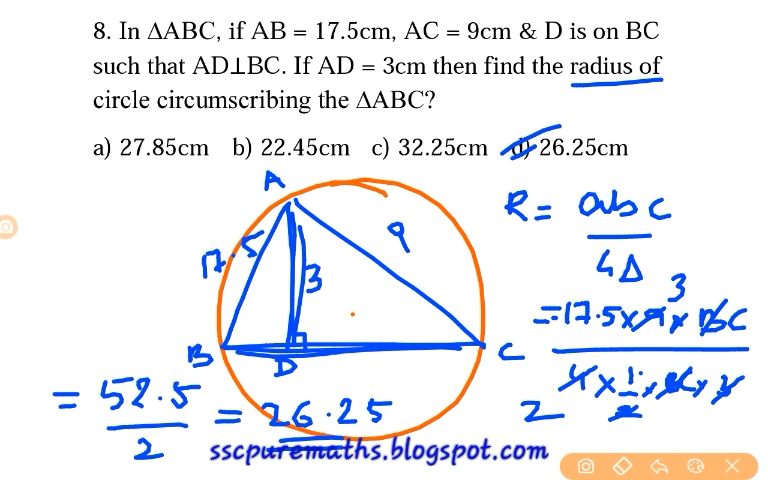 8. In ΔABC, if AB = 17.5cm, AC = 9cm & D is on BC
such that AD⊥BC. If AD = 3cm then find the radius of
circle circumscribing the ΔABC?
a) 27.85cm b) 22.45cm c) 32.25cm d) 26.25cm
A
R = abc
4Δ
17.5
9
3
3
= 17.5 x 9 x BC
B
D
C
4 x 1 x BC x 3
2
2
= 52.5 = 26.25
2
sscpuremaths.blogspot.com